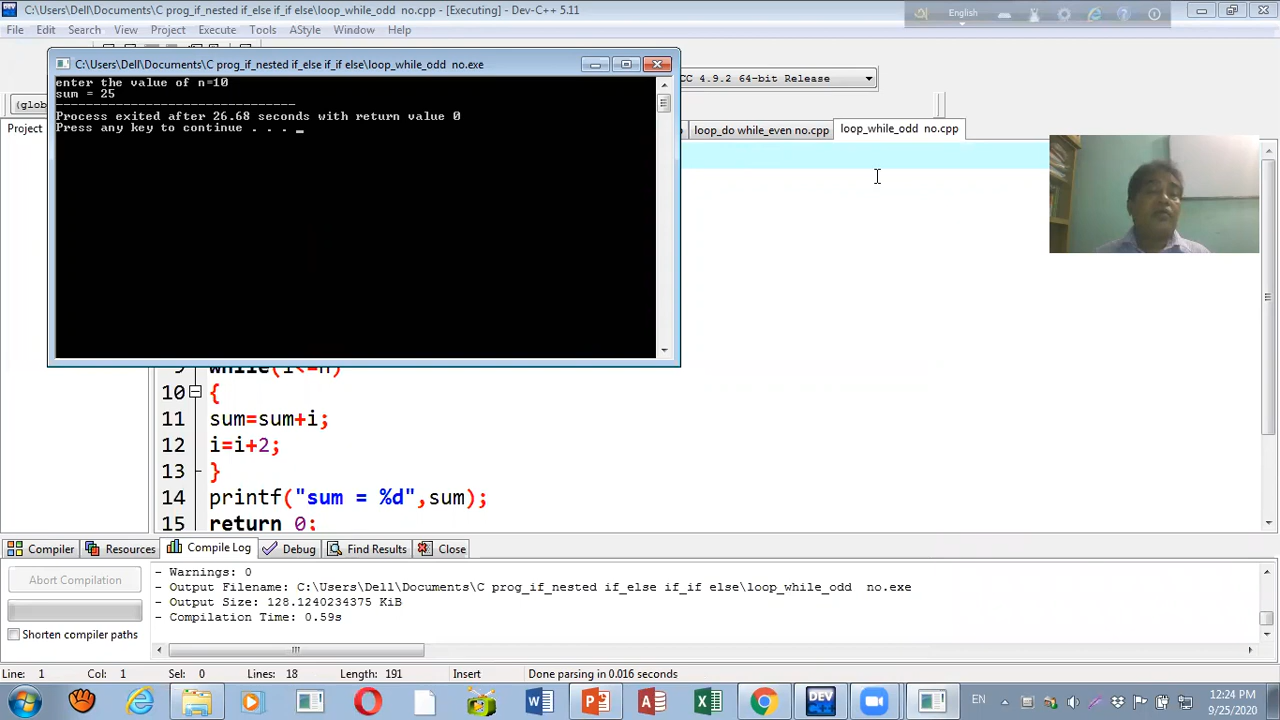 C:\Users\Dell\Documents\C prog_if_nested if_else if_if else\loop_while_odd no.cpp - [Executing] - Dev-C++ 5.11
English
File Edit Search View Project Execute Tools AStyle Window Help
C:\Users\Dell\Documents\C prog_if_nested if_else if_if else\loop_while_odd no.exe
CC 4.9.2 64-bit Release
enter the value of n=10
sum = 25
--------------------------------
Process exited after 26.68 seconds with return value 0
Press any key to continue . . . _
(glob
Project
loop_do while_even no.cpp
loop_while_odd no.cpp
9 while(i<=n)
10 {
11 sum=sum+i;
12 i=i+2;
13 }
14 printf("sum = %d",sum);
15 return 0;
Compiler Resources Compile Log Debug Find Results Close
Abort Compilation
Shorten compiler paths
- Warnings: 0
- Output Filename: C:\Users\Dell\Documents\C prog_if_nested if_else if_if else\loop_while_odd no.exe
- Output Size: 128.1240234375 KiB
- Compilation Time: 0.59s
Line: 1 Col: 1 Sel: 0 Lines: 18 Length: 191 Insert Done parsing in 0.016 seconds
DEV
EN
12:24 PM
9/25/2020